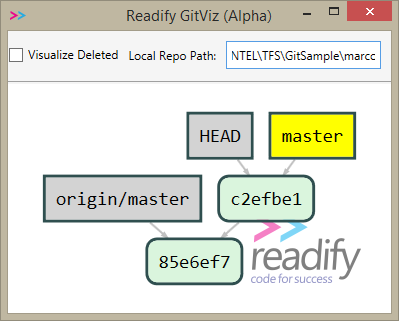 Readify GitViz (Alpha)
Visualize Deleted Local Repo Path: NTEL\TFS\GitSample\marcc
HEAD master
origin/master c2efbe1
85e6ef7 readify
code for success